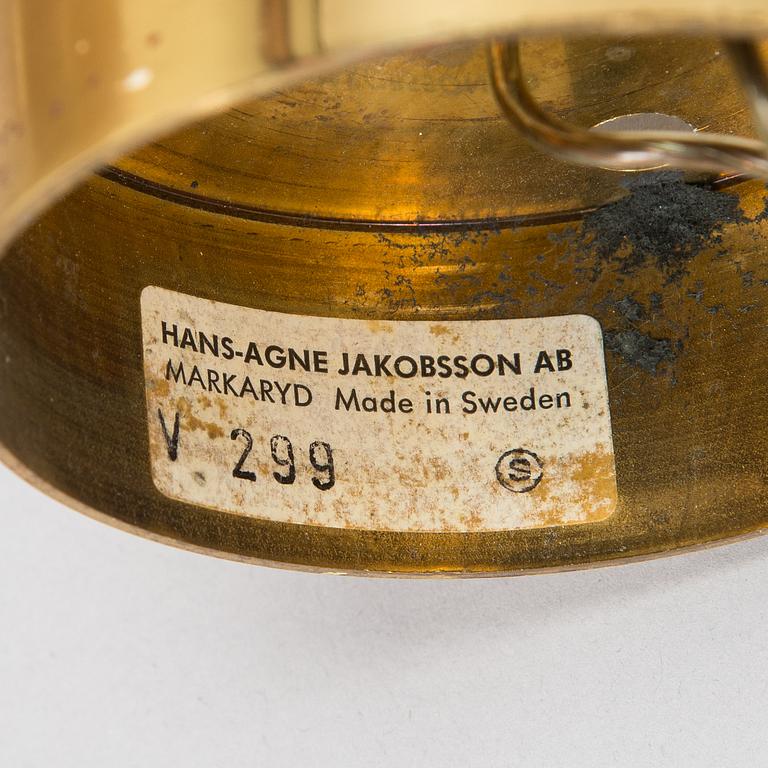 HANS-AGNE JAKOBSSON AB
MARKARYD Made in Sweden
V 299 S